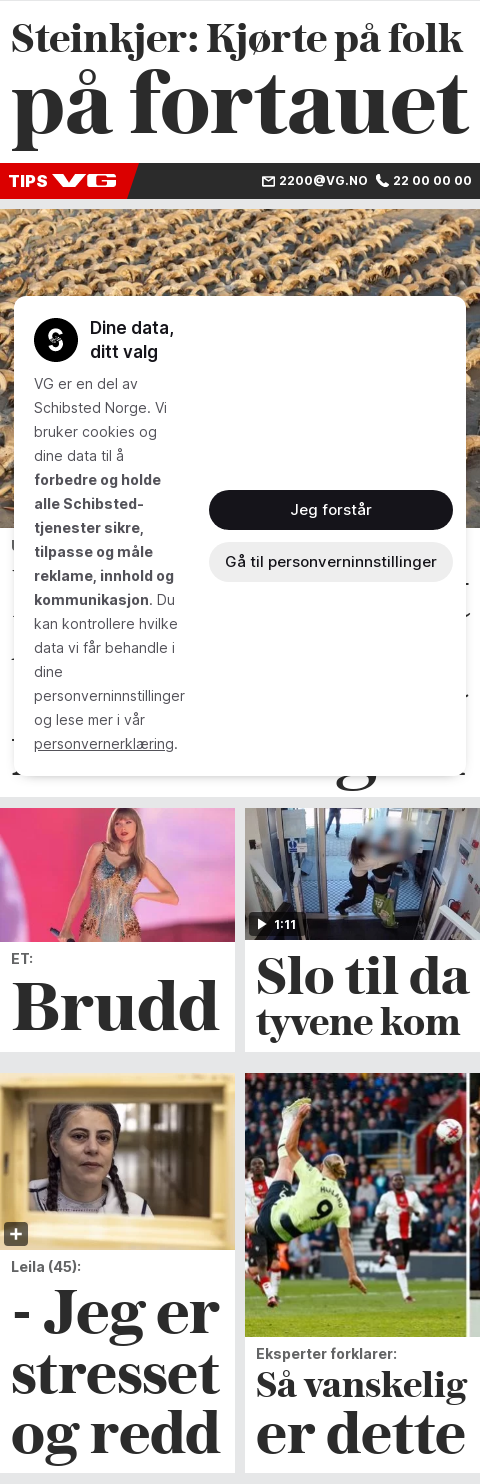 Steinkjer: Kjørte på folk
på fortauet
TIPS VG
2200@VG.NO 22 00 00 00
Dine data,
ditt valg
VG er en del av
Schibsted Norge. Vi
bruker cookies og
dine data til å
forbedre og holde
alle Schibsted-
tjenester sikre,
tilpasse og måle
reklame, innhold og
kommunikasjon. Du
kan kontrollere hvilke
data vi får behandle i
dine
personverninnstillinger
og lese mer i vår
personvernerklæring.
Jeg forstår
Gå til personverninnstillinger
ET:
Brudd
1:11
Slo til da
tyvene kom
Leila (45):
- Jeg er
stresset
og redd
HAALAND
9
Eksperter forklarer:
Så vanskelig
er dette